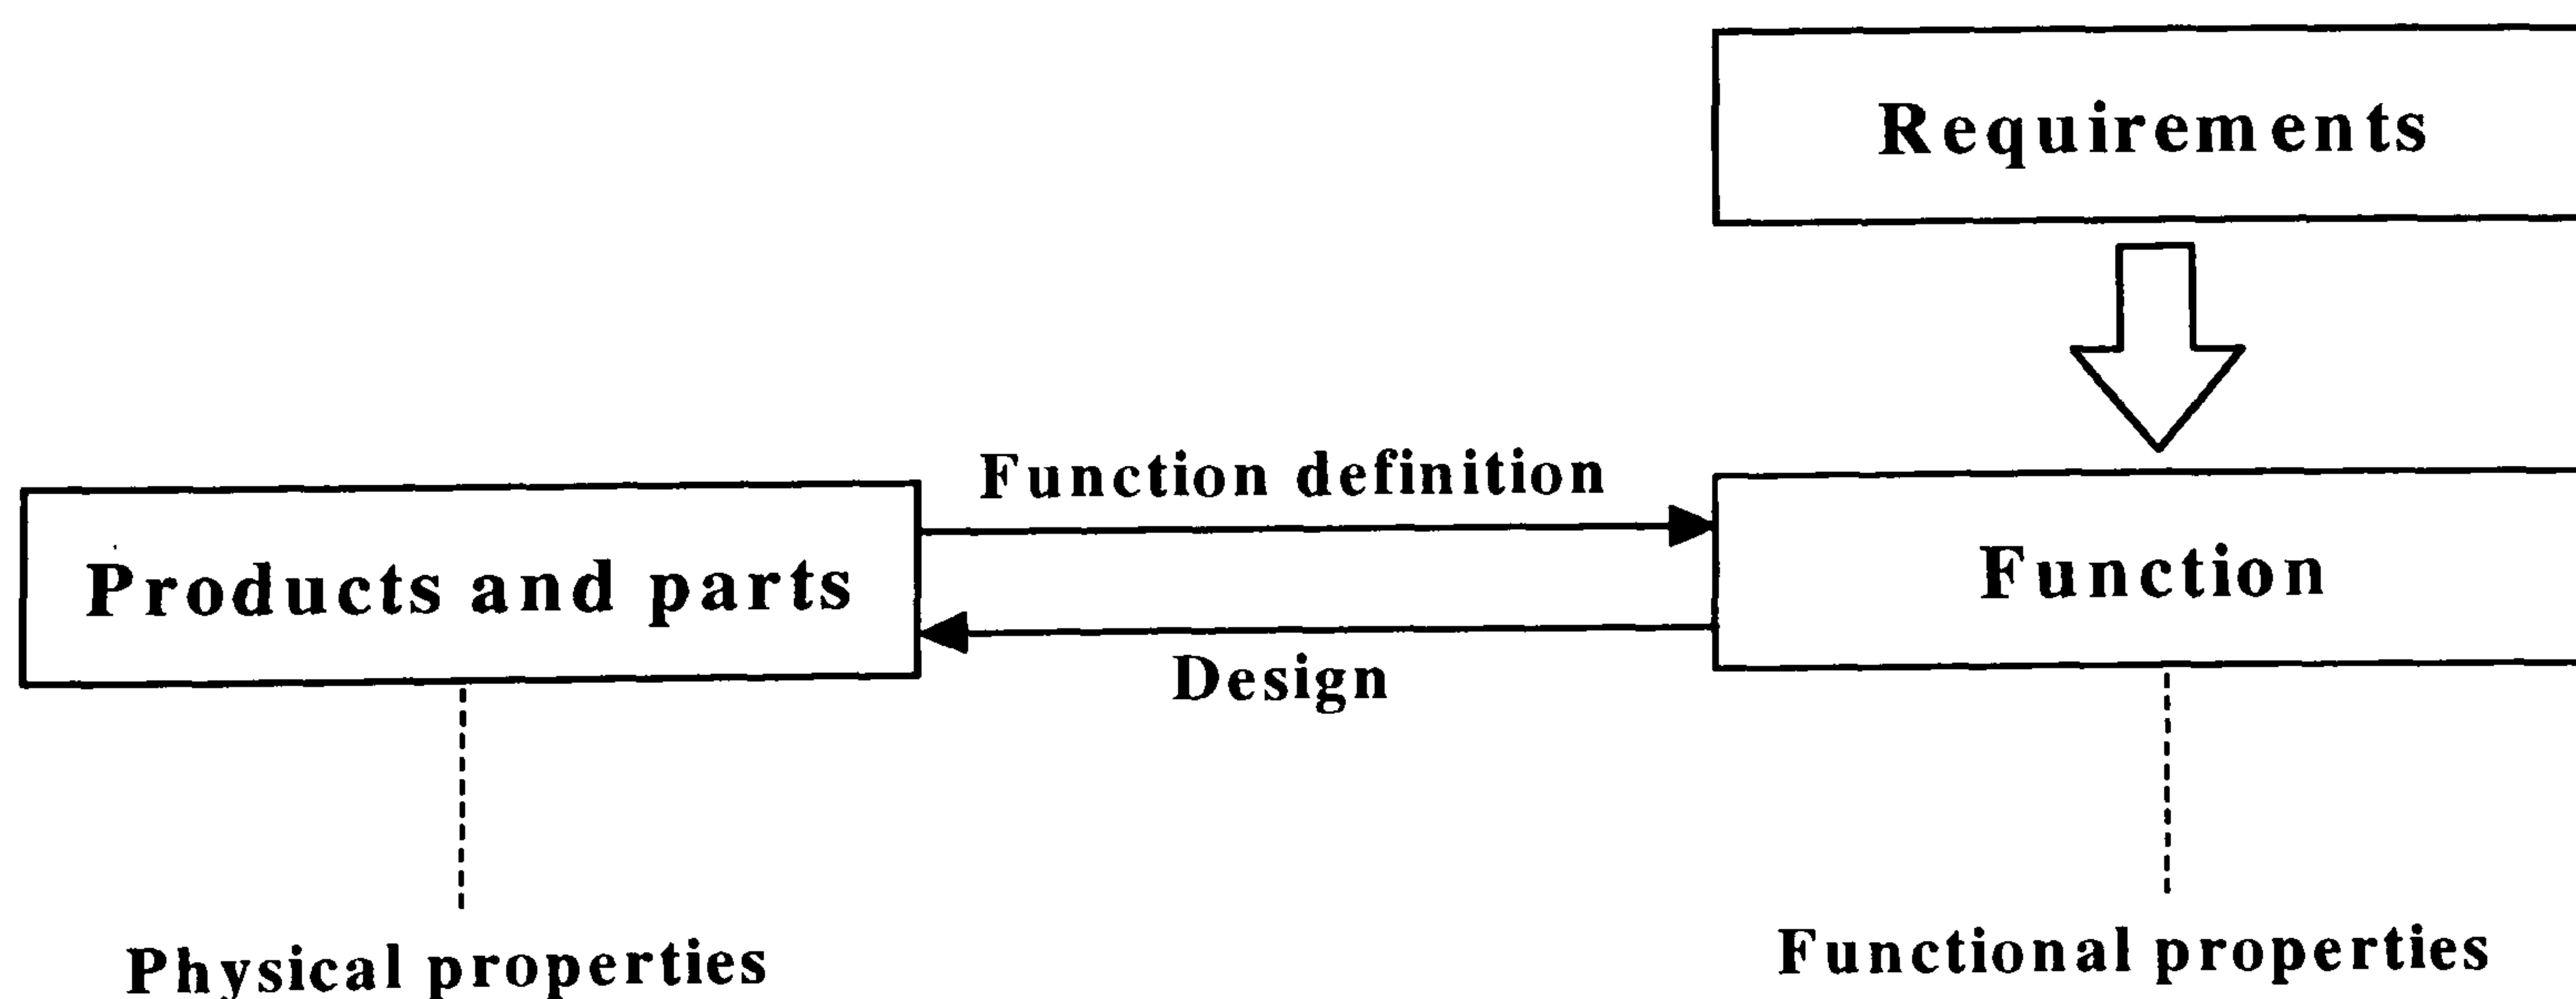 Requirements
Function definition
Products and parts
Function
Design
Physical properties
Functional properties